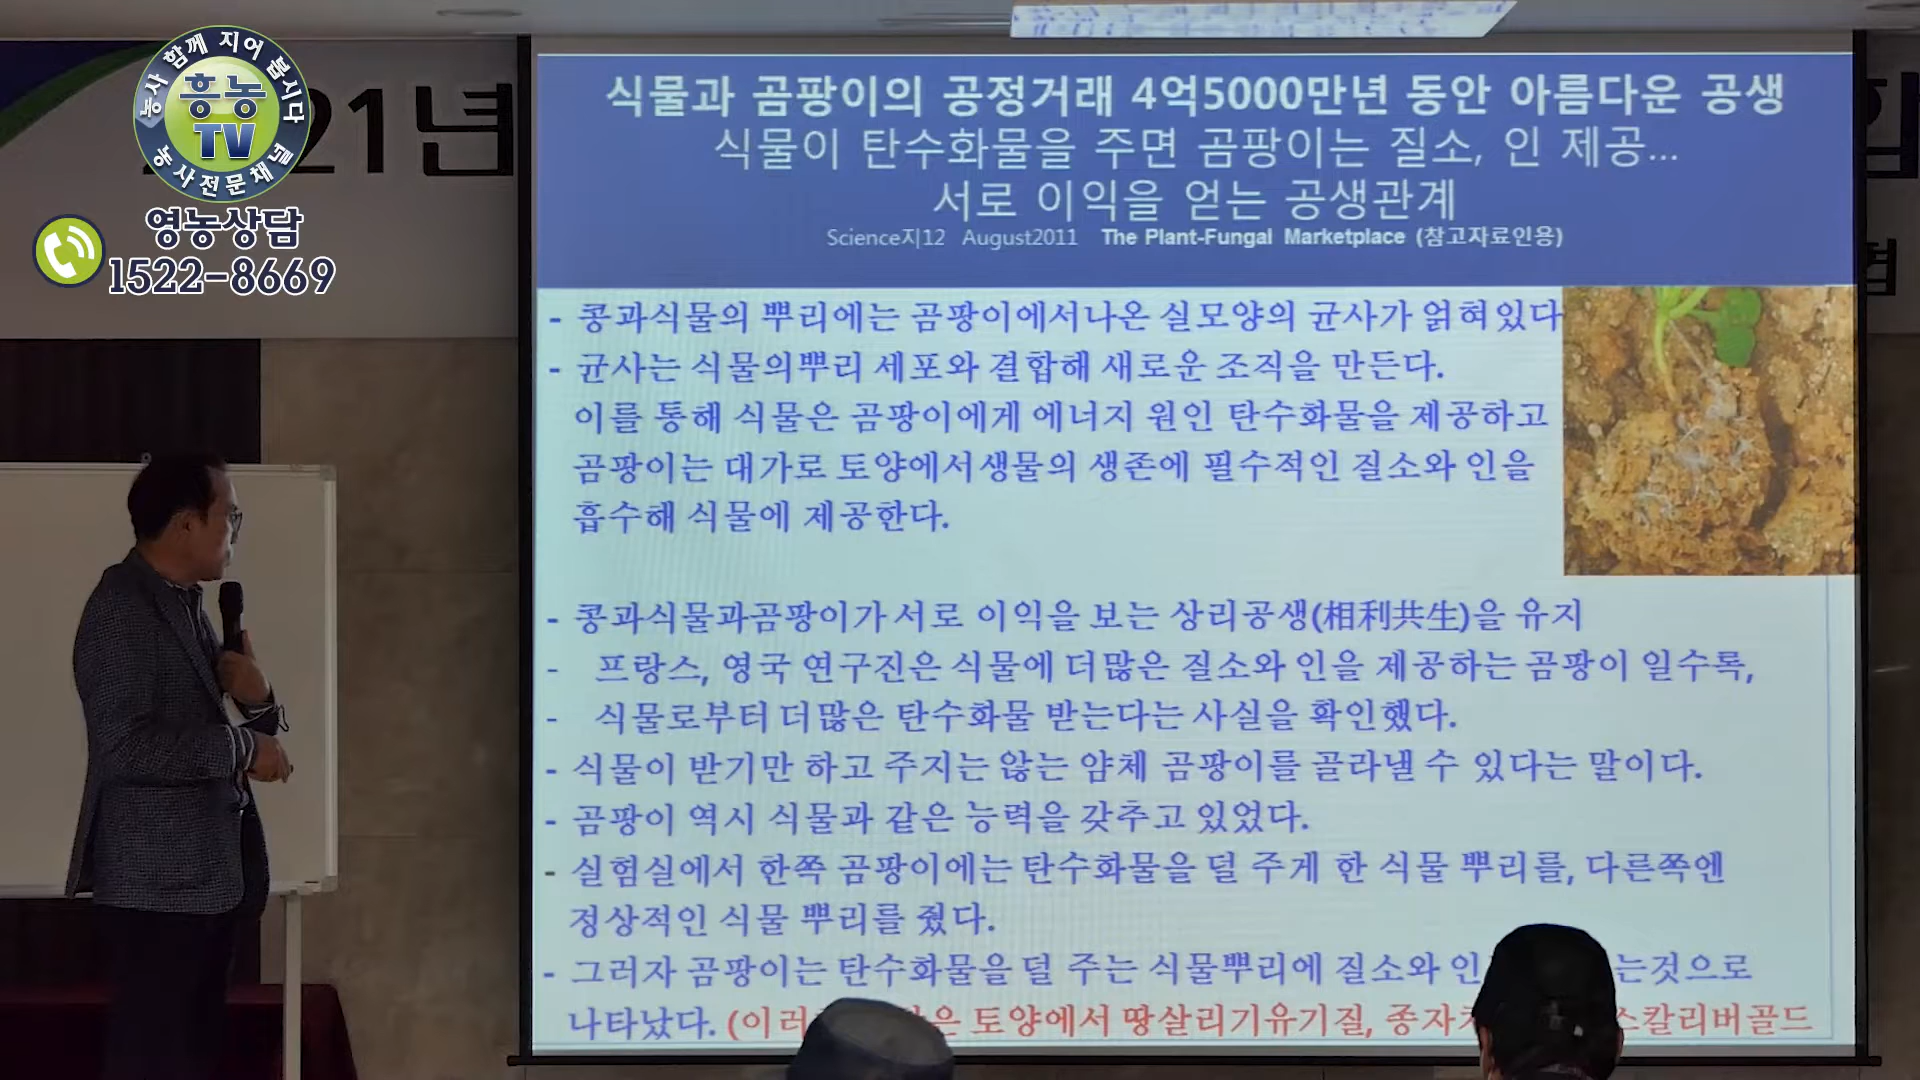 농사 함께 지어 봅시다
흥농
TV
농사전문채널
영농상담
1522-8669
21년
식물과 곰팡이의 공정거래 4억5000만년 동안 아름다운 공생
식물이 탄수화물을 주면 곰팡이는 질소, 인 제공...
서로 이익을 얻는 공생관계
Science지12 August2011 The Plant-Fungal Marketplace (참고자료인용)
- 콩과식물의 뿌리에는 곰팡이에서나온 실모양의 균사가 얽혀있다
- 균사는 식물의뿌리 세포와 결합해 새로운 조직을 만든다.
이를 통해 식물은 곰팡이에게 에너지 원인 탄수화물을 제공하고
곰팡이는 대가로 토양에서생물의 생존에 필수적인 질소와 인을
흡수해 식물에 제공한다.
- 콩과식물과곰팡이가 서로 이익을 보는 상리공생(相利共生)을 유지
- 프랑스, 영국 연구진은 식물에 더많은 질소와 인을 제공하는 곰팡이 일수록,
- 식물로부터 더많은 탄수화물 받는다는 사실을 확인했다.
- 식물이 받기만 하고 주지는 않는 얌체 곰팡이를 골라낼 수 있다는 말이다.
- 곰팡이 역시 식물과 같은 능력을 갖추고 있었다.
- 실험실에서 한쪽 곰팡이에는 탄수화물을 덜 주게 한 식물 뿌리를, 다른쪽엔
정상적인 식물 뿌리를 줬다.
- 그러자 곰팡이는 탄수화물을 덜 주는 식물뿌리에 질소와 인 는것으로
나타났다. (이러 은 토양에서 땅살리기유기질, 종자 스칼리버골드